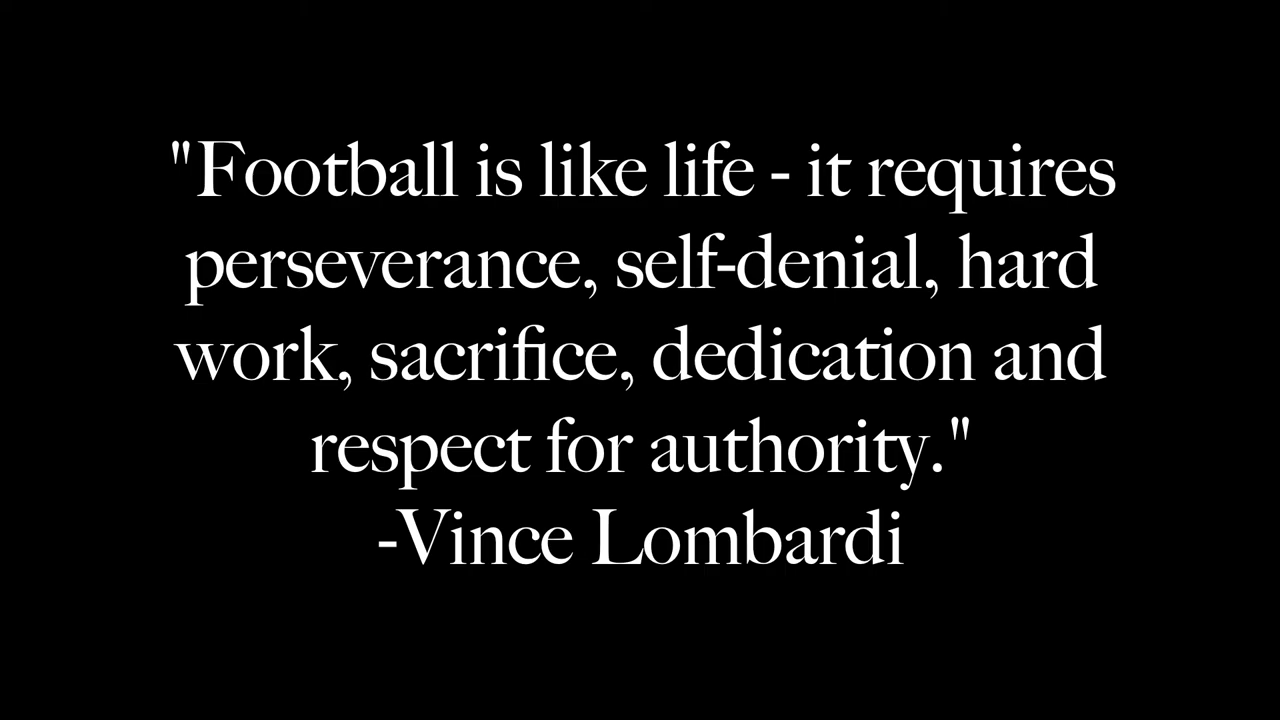 "Football is like life - it requires
perseverance, self-denial, hard
work, sacrifice, dedication and
respect for authority."
-Vince Lombardi